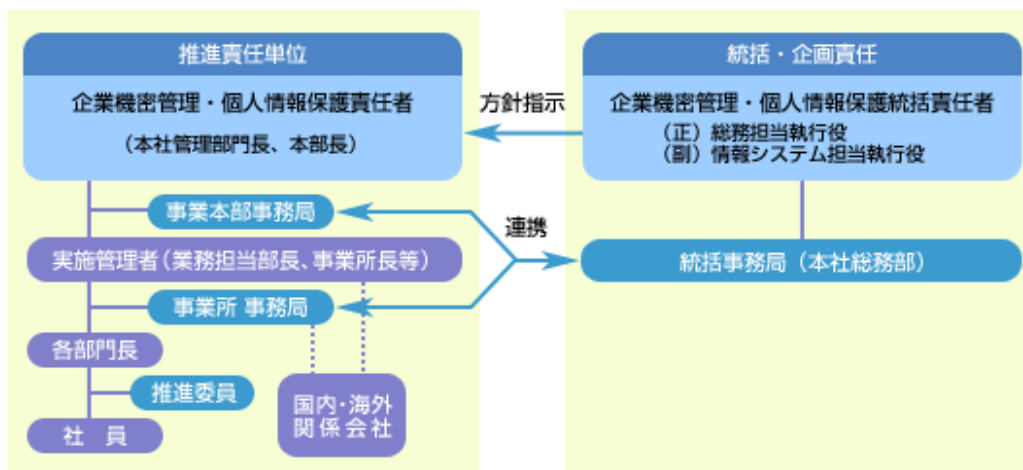 推進責任単位
企業機密管理・個人情報保護責任者
（本社管理部門長、本部長）
事業本部事務局
実施管理者（業務担当部長、事業所長等）
事業所 事務局
各部門長
推進委員
社　員
国内・海外
関係会社
方針指示
連携
統括・企画責任
企業機密管理・個人情報保護統括責任者
（正）総務担当執行役
（副）情報システム担当執行役
統括事務局（本社総務部）